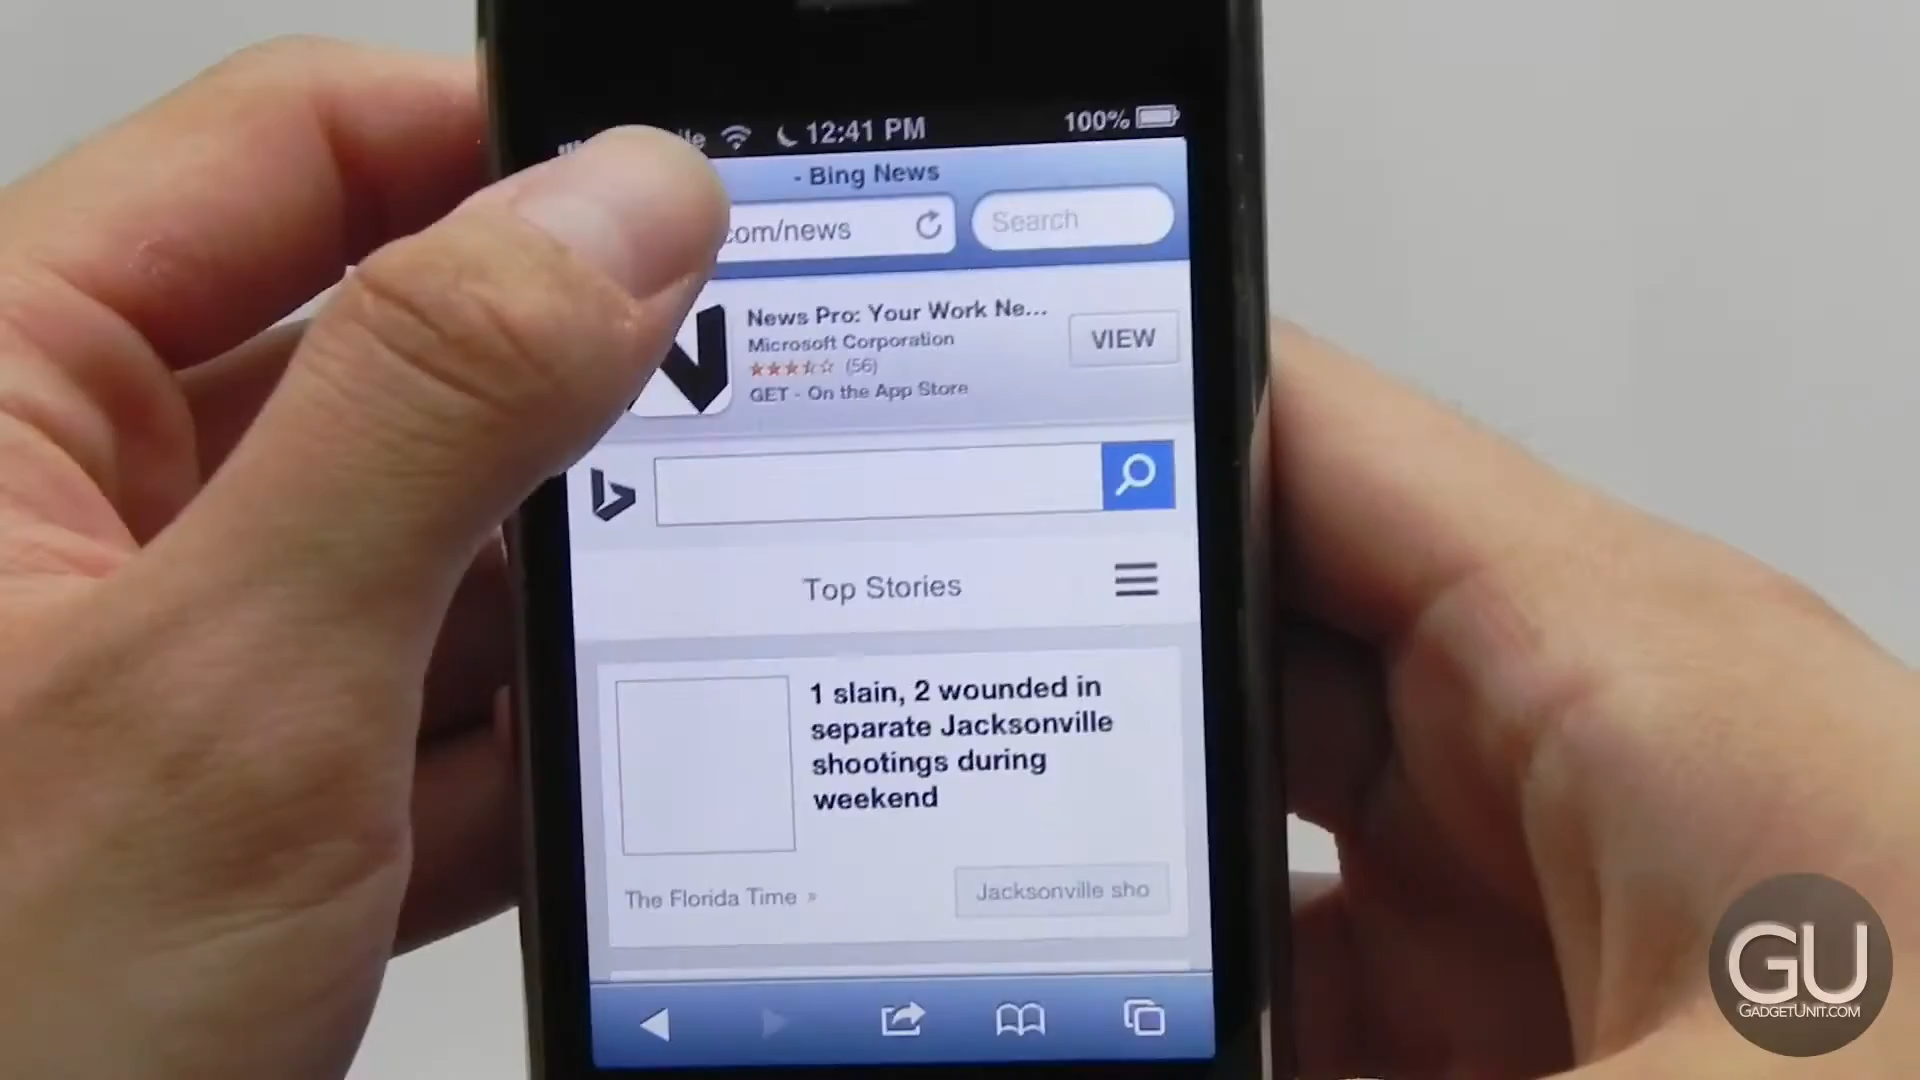 12:41 PM
100%
- Bing News
com/news
Search
News Pro: Your Work Ne...
Microsoft Corporation
(56)
GET - On the App Store
VIEW
Top Stories
1 slain, 2 wounded in
separate Jacksonville
shootings during
weekend
The Florida Time »
Jacksonville sho
GU
GADGETUNIT.COM